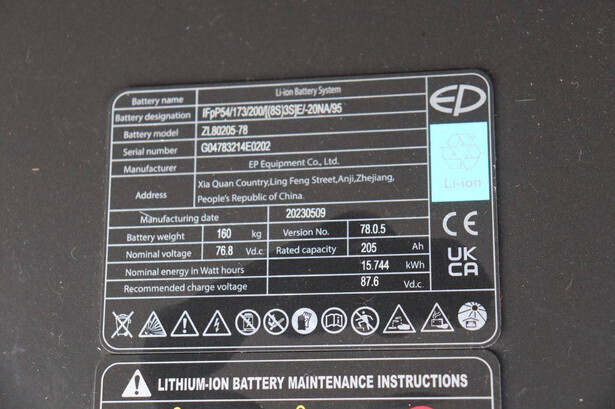 Battery name Li-ion Battery System
Battery designation IFpP54/173/200/[(8S)3S]E/-20NA/95
Battery model ZL80205-78
Serial number G04783214E0202
Manufacturer EP Equipment Co., Ltd.
Address Xia Quan Country,Ling Feng Street,Anji,Zhejiang,
People's Republic of China.
Manufacturing date 20230509
Battery weight 160 kg Version No. 78.0.5
Nominal voltage 76.8 Vd.c. Rated capacity 205 Ah
Nominal energy in Watt hours 15.744 kWh
Recommended charge voltage 87.6 Vd.c.
EP
Li-ion
CE
UK
CA
LITHIUM-ION BATTERY MAINTENANCE INSTRUCTIONS